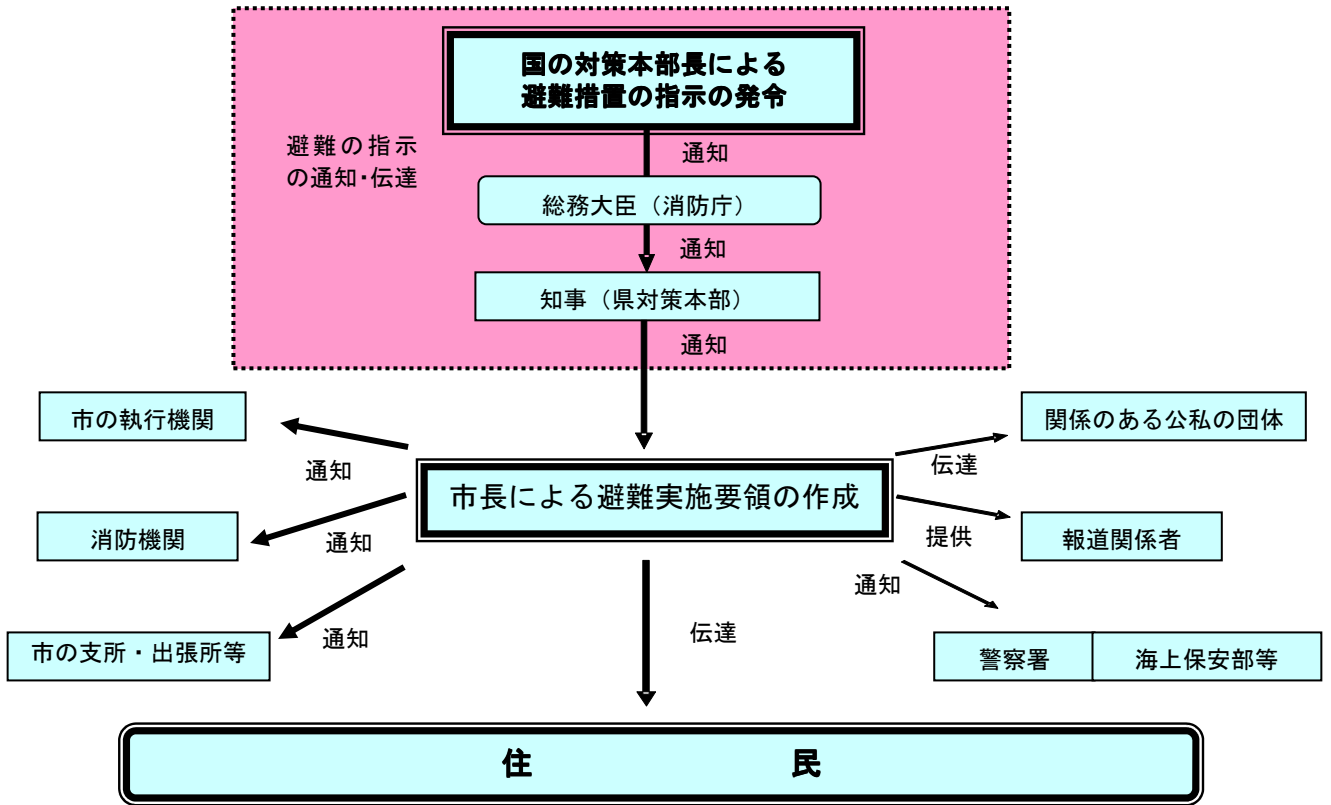 国の対策本部長による
避難措置の指示の発令
避難の指示
の通知･伝達
通知
総務大臣（消防庁）
通知
知事（県対策本部）
通知
市の執行機関
関係のある公私の団体
通知
伝達
市長による避難実施要領の作成
消防機関
通知
提供
報道関係者
通知
市の支所・出張所等
通知
伝達
警察署
海上保安部等
住　民